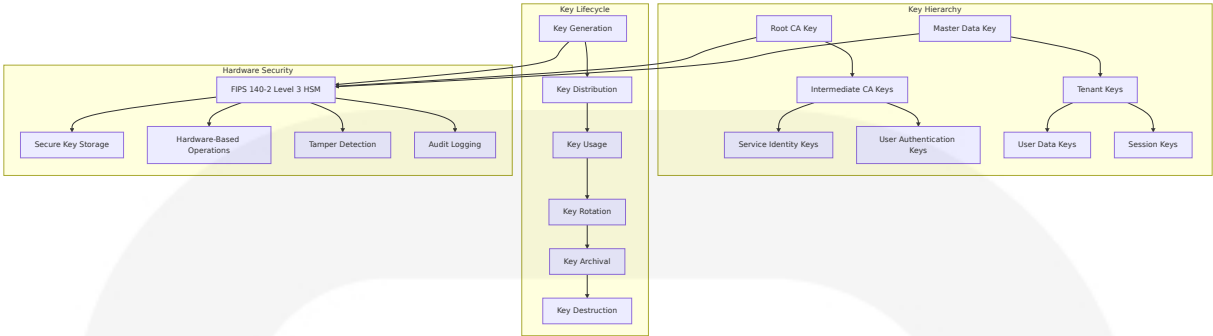 Key Lifecycle
Key Generation
Key Distribution
Key Usage
Key Rotation
Key Archival
Key Destruction
Key Hierarchy
Root CA Key
Master Data Key
Intermediate CA Keys
Tenant Keys
Service Identity Keys
User Authentication
Keys
User Data Keys
Session Keys
Hardware Security
FIPS 140-2 Level 3 HSM
Secure Key Storage
Hardware-Based
Operations
Tamper Detection
Audit Logging